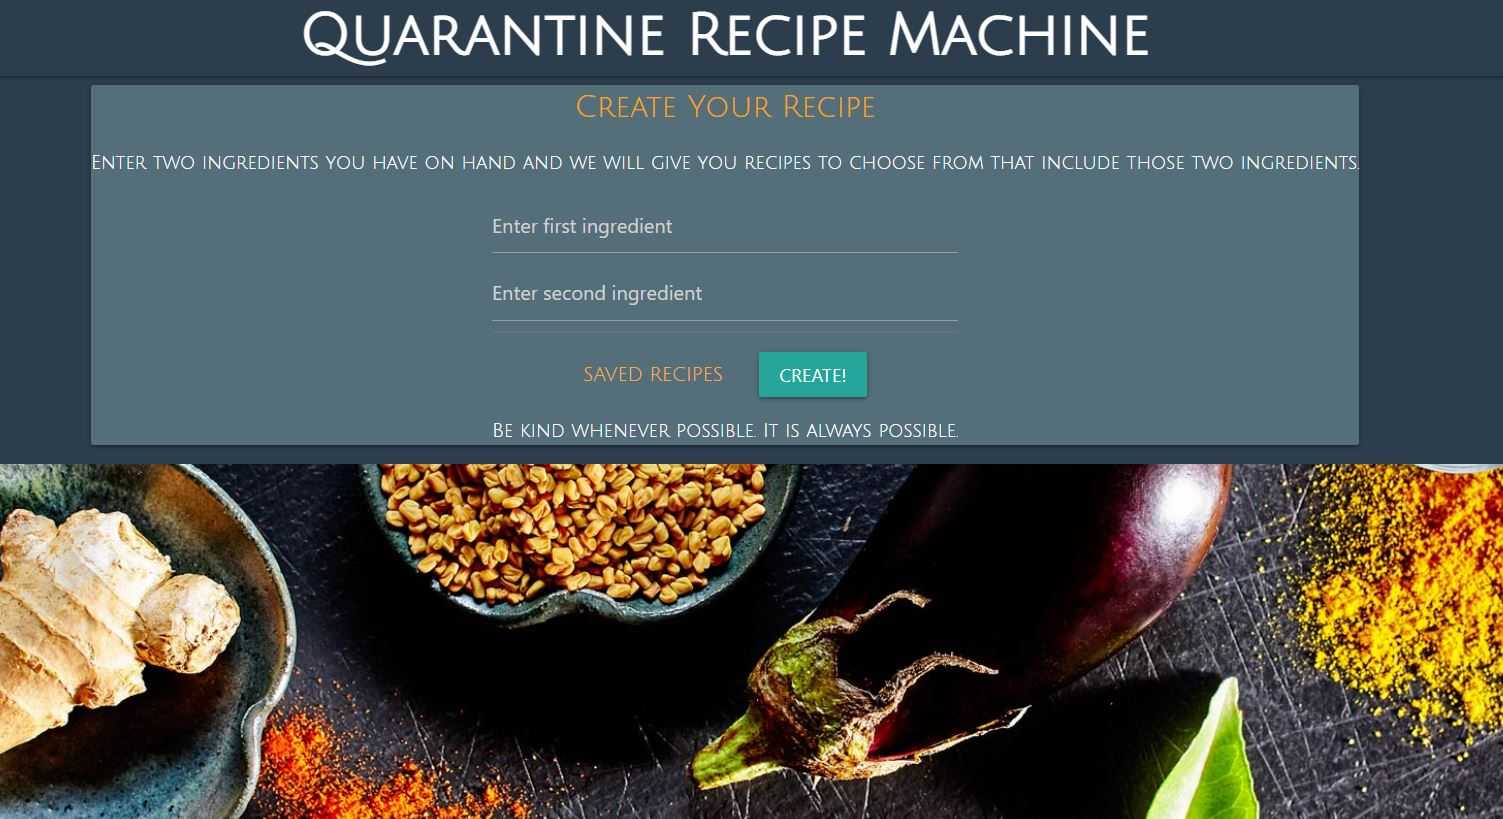 Quarantine Recipe Machine
Create Your Recipe
Enter two ingredients you have on hand and we will give you recipes to choose from that include those two ingredients.
Enter first ingredient
Enter second ingredient
SAVED RECIPES CREATE!
Be kind whenever possible. It is always possible.